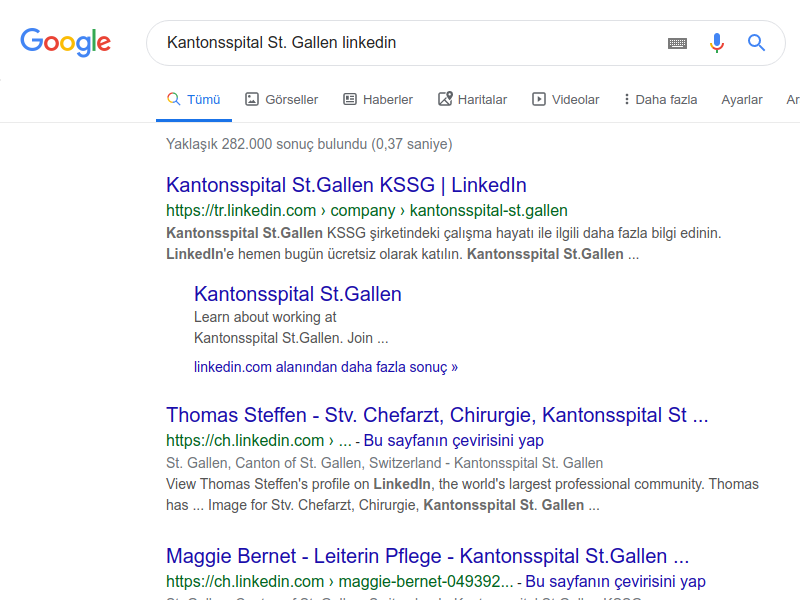 Google
Kantonsspital St. Gallen linkedin
Tümü Görseller Haberler Haritalar Videolar Daha fazla Ayarlar Ar
Yaklaşık 282.000 sonuç bulundu (0,37 saniye)
Kantonsspital St.Gallen KSSG | LinkedIn
https://tr.linkedin.com › company › kantonsspital-st.gallen
Kantonsspital St.Gallen KSSG şirketindeki çalışma hayatı ile ilgili daha fazla bilgi edinin.
LinkedIn'e hemen bugün ücretsiz olarak katılın. Kantonsspital St.Gallen ...
Kantonsspital St.Gallen
Learn about working at
Kantonsspital St.Gallen. Join ...
linkedin.com alanından daha fazla sonuç »
Thomas Steffen - Stv. Chefarzt, Chirurgie, Kantonsspital St ...
https://ch.linkedin.com › ... - Bu sayfanın çevirisini yap
St. Gallen, Canton of St. Gallen, Switzerland - Kantonsspital St. Gallen
View Thomas Steffen's profile on LinkedIn, the world's largest professional community. Thomas
has ... Image for Stv. Chefarzt, Chirurgie, Kantonsspital St. Gallen ...
Maggie Bernet - Leiterin Pflege - Kantonsspital St.Gallen ...
https://ch.linkedin.com › maggie-bernet-049392... - Bu sayfanın çevirisini yap